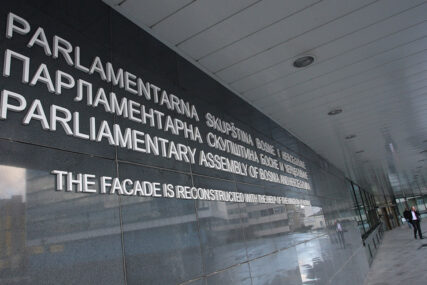 PARLAMENTARNA SKUPŠTINA BOSNE I HERCEGOVINE
ПАРЛАМЕНТАРНА СКУПШТИНА БОСНЕ И ХЕРЦЕГОВИНЕ
PARLIAMENTARY ASSEMBLY OF BOSNIA AND HERZEGOVINA
THE FACADE IS RECONSTRUCTED WITH THE HELP OF THE